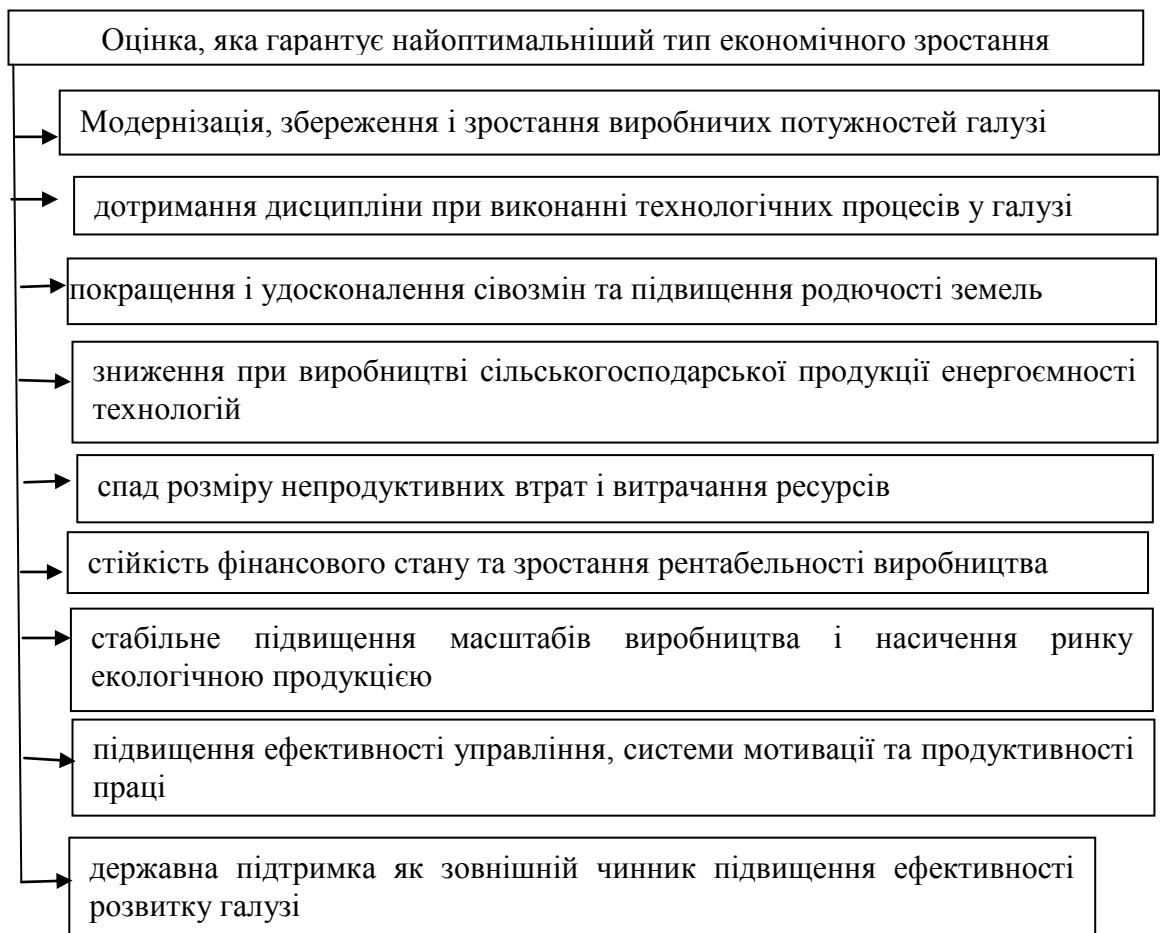 Оцінка, яка гарантує найоптимальніший тип економічного зростання
Модернізація, збереження і зростання виробничих потужностей галузі
дотримання дисципліни при виконанні технологічних процесів у галузі
покращення і удосконалення сівозмін та підвищення родючості земель
зниження при виробництві сільськогосподарської продукції енергоємності
технологій
спад розміру непродуктивних втрат і витрачання ресурсів
стійкість фінансового стану та зростання рентабельності виробництва
стабільне підвищення масштабів виробництва і насичення ринку
екологічною продукцією
підвищення ефективності управління, системи мотивації та продуктивності
праці
державна підтримка як зовнішній чинник підвищення ефективності
розвитку галузі